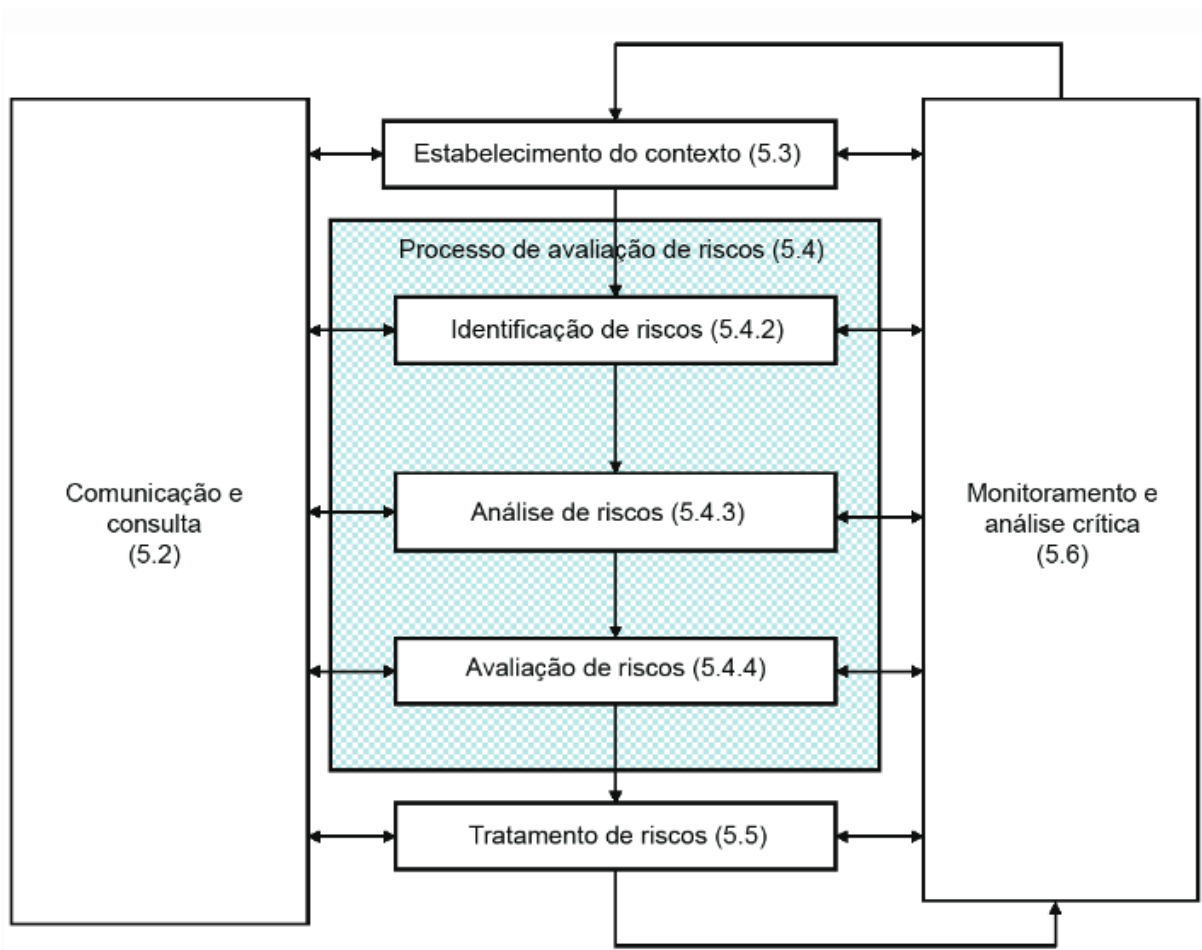 Estabelecimento do contexto (5.3)
Processo de avaliação de riscos (5.4)
Identificação de riscos (5.4.2)
Análise de riscos (5.4.3)
Avaliação de riscos (5.4.4)
Tratamento de riscos (5.5)
Comunicação e
consulta
(5.2)
Monitoramento e
análise crítica
(5.6)